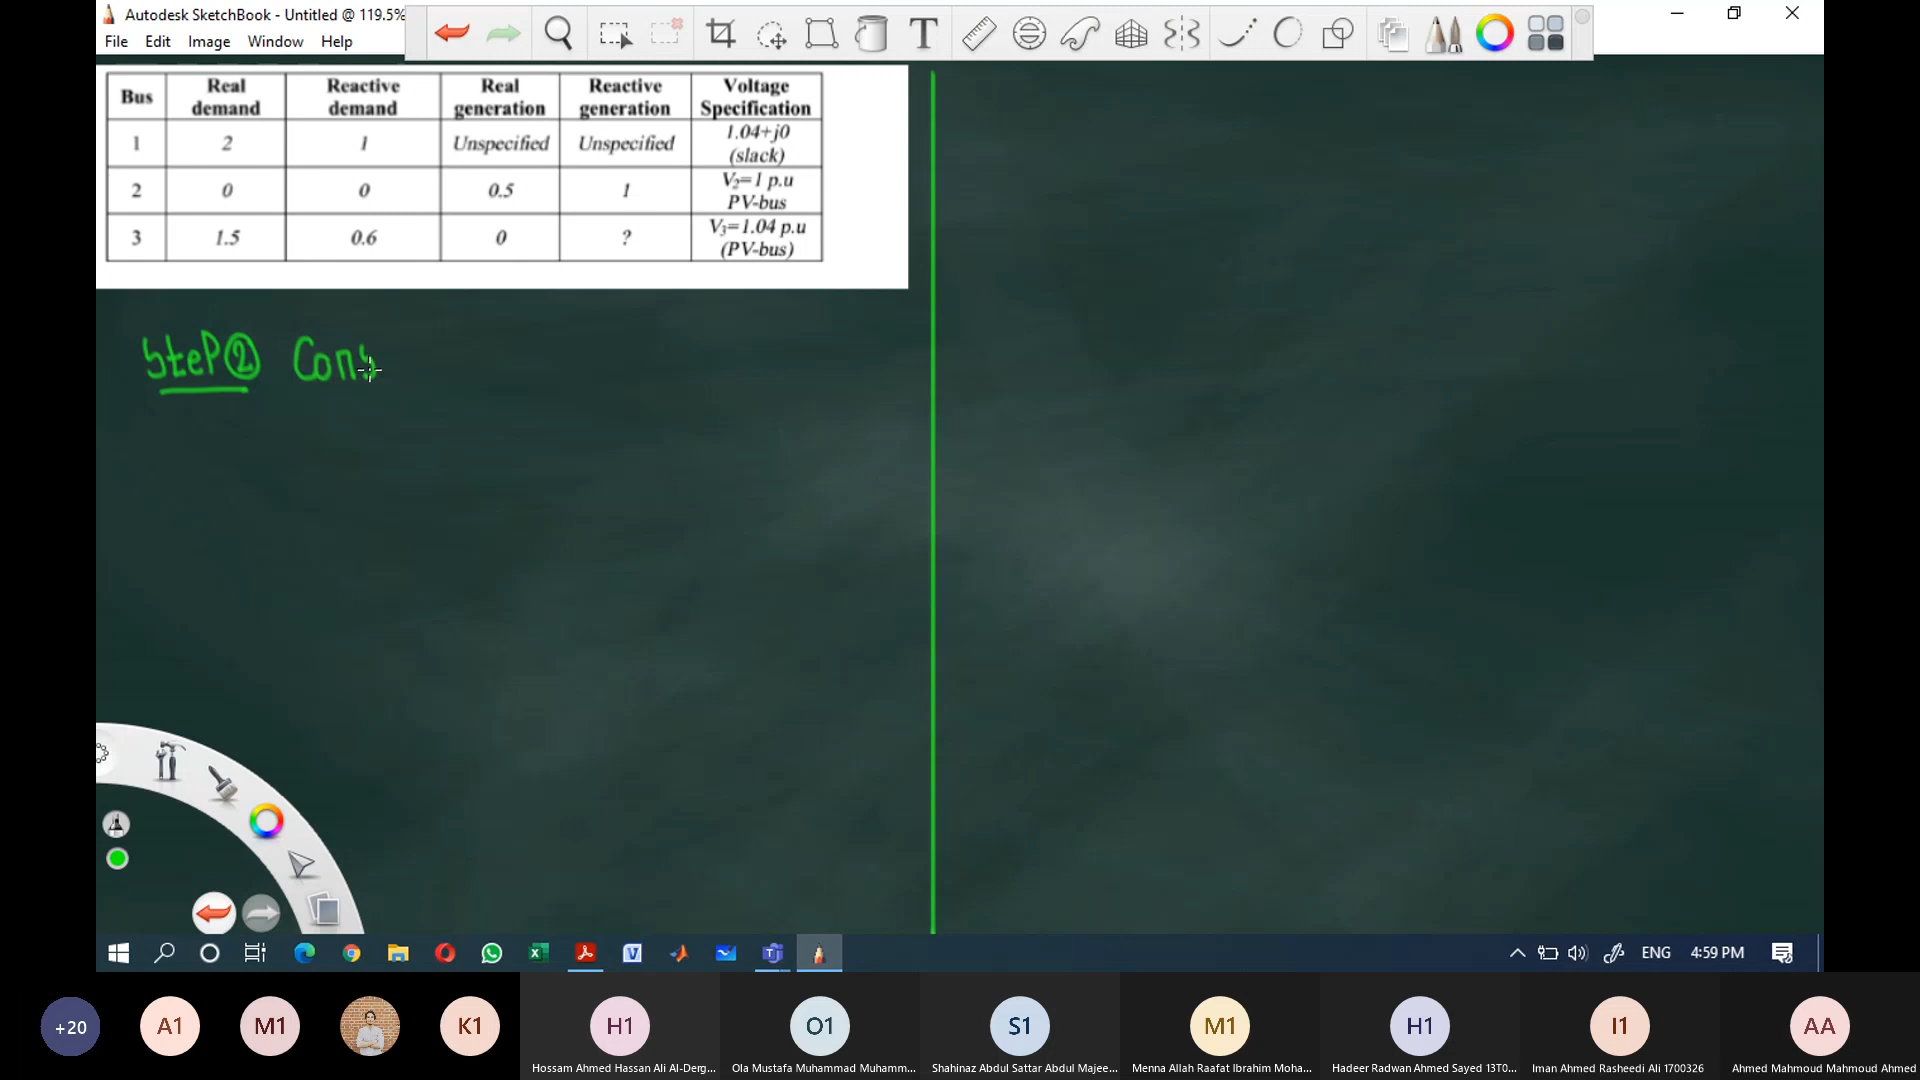 Autodesk SketchBook - Untitled @ 119.5%
File Edit Image Window Help
T
Bus Real demand Reactive demand Real generation Reactive generation Voltage Specification
1 2 1 Unspecified Unspecified 1.04+j0 (slack)
2 0 0 0.5 1 V2=1 p.u PV-bus
3 1.5 0.6 0 ? V3=1.04 p.u (PV-bus)
SteP ② Cons
ENG 4:59 PM
+20 A1 M1 K1 H1 O1 S1 M1 H1 I1 AA
Hossam Ahmed Hassan Ali Al-Derg... Ola Mustafa Muhammad Muhamm... Shahinaz Abdul Sattar Abdul Majee... Menna Allah Raafat Ibrahim Moha... Hadeer Radwan Ahmed Sayed 13T0... Iman Ahmed Rasheedi Ali 1700326 Ahmed Mahmoud Mahmoud Ahmed